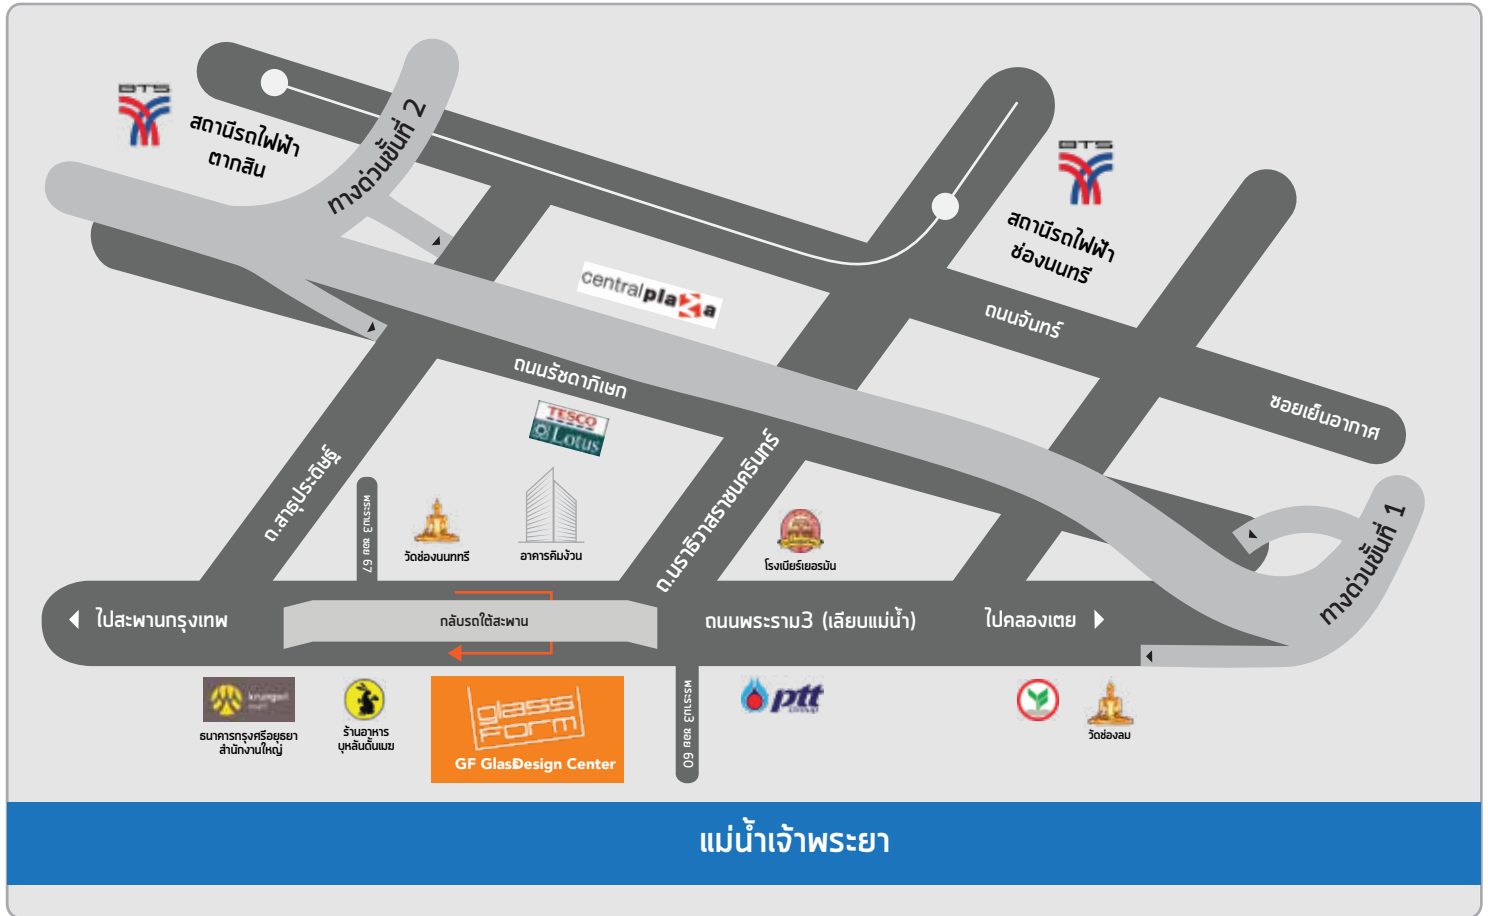 BTS
สถานีรถไฟฟ้า
ตากสิน
ทางด่วนขั้นที่ 2
BTS
สถานีรถไฟฟ้า
ช่องนนทรี
centralplaza
ถนนจันทร์
ถนนรัชดาภิเษก
ซอยเย็นอากาศ
TESCO
Lotus
ถ.สาธุประดิษฐ์
พระราม3 ซอย 67
วัดช่องนนททรี
อาคารคิมง้วน
ถ.นราธิวาสราชนครินทร์
โรงเบียร์เยอรมัน
ทางด่วนขั้นที่ 1
ไปสะพานกรุงเทพ
กลับรถใต้สะพาน
ถนนพระราม3 (เลียบแม่น้ำ)
ไปคลองเตย
krungsri
ธนาคารกรุงศรีอยุธยา
สำนักงานใหญ่
ร้านอาหาร
บุหลันดั้นเมฆ
glass
FORM
GF GlassDesign Center
พระราม3 ซอย 60
ptt
group
วัดช่องลม
แม่น้ำเจ้าพระยา